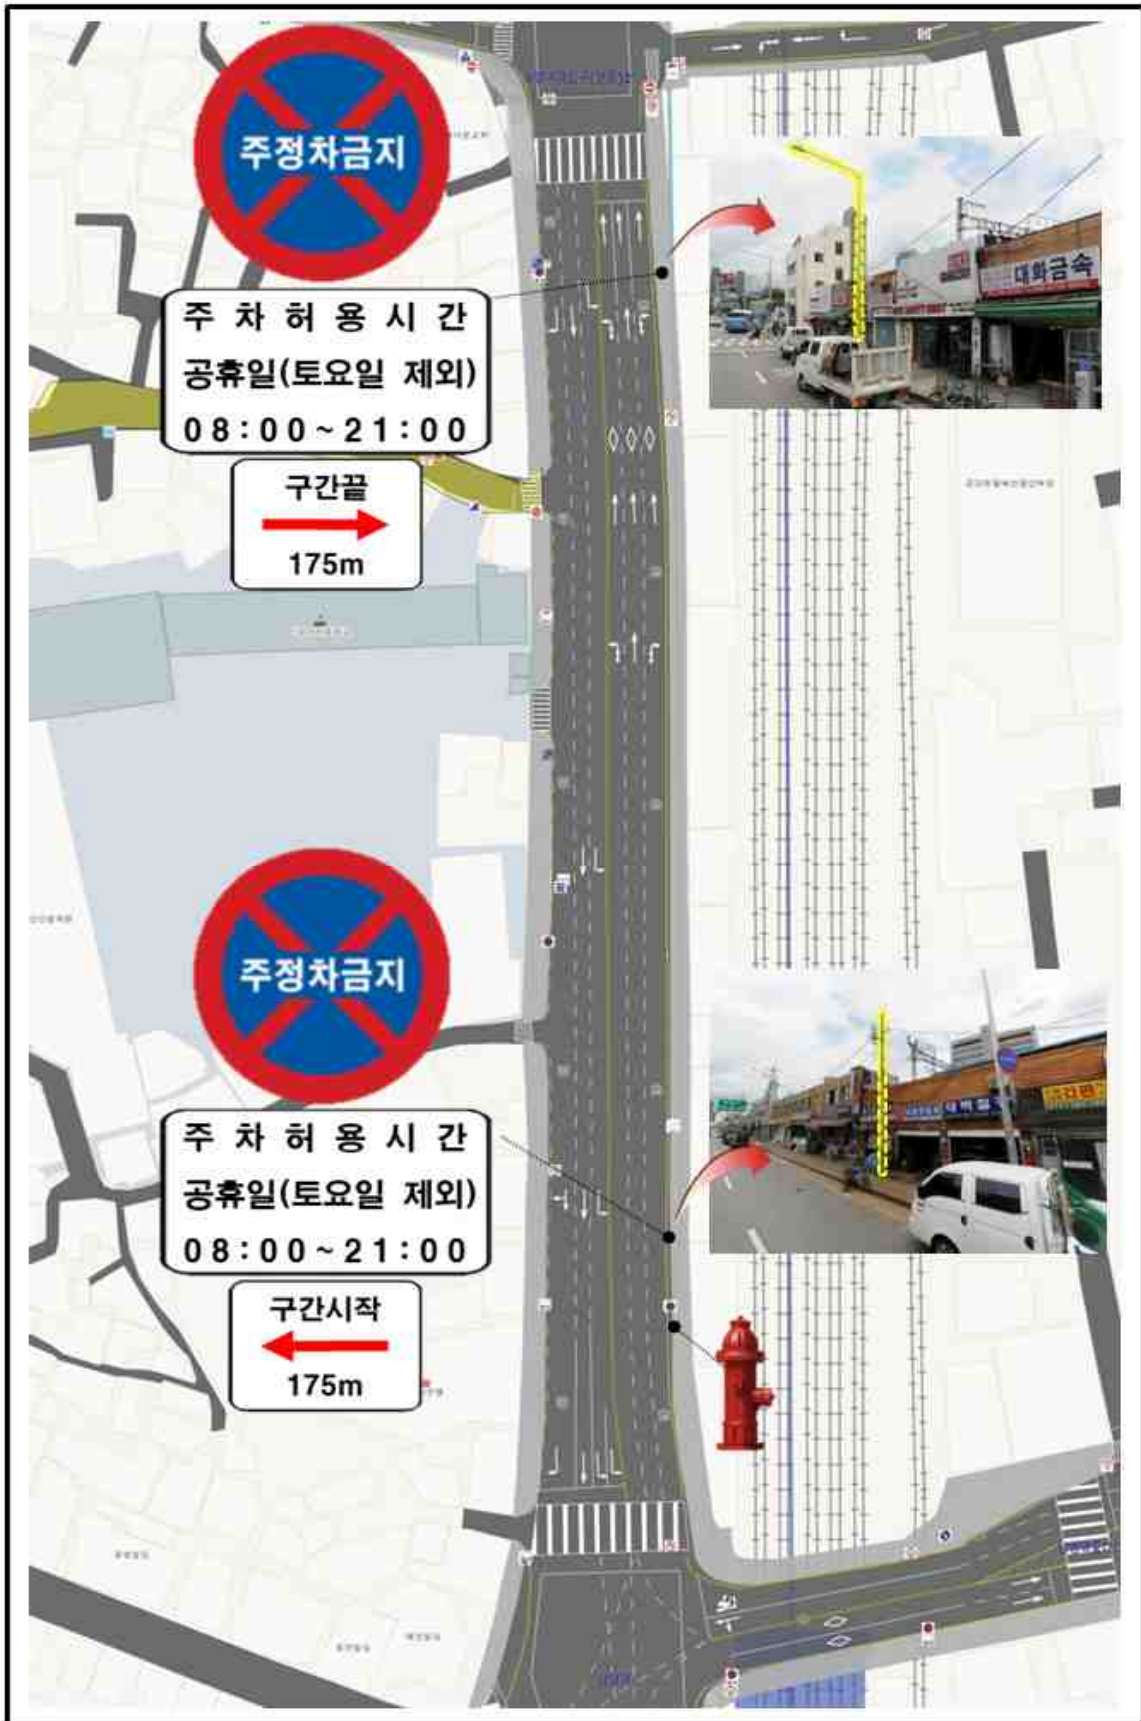 주정차금지
주 차 허 용 시 간
공휴일(토요일 제외)
08:00~21:00
구간끝
175m
대화금속
주정차금지
주 차 허 용 시 간
공휴일(토요일 제외)
08:00~21:00
구간시작
175m